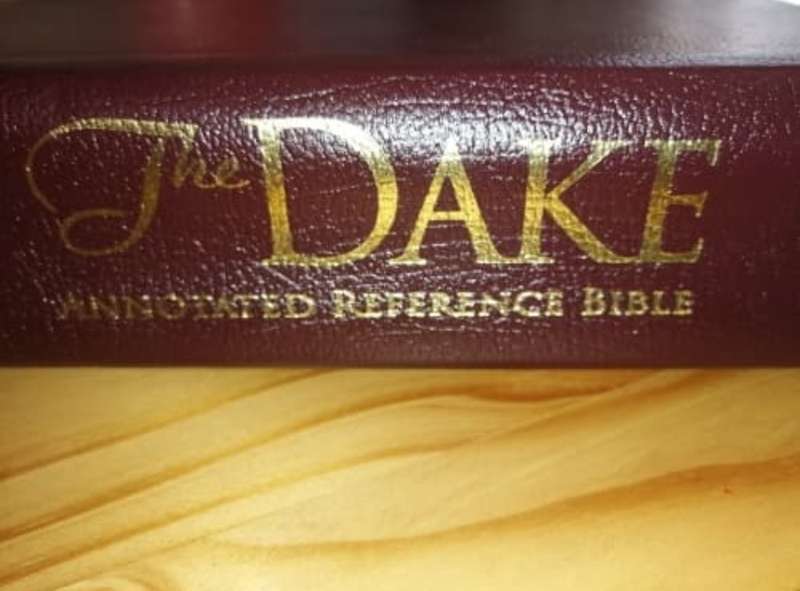 The DAKE
ANNOTATED REFERENCE BIBLE